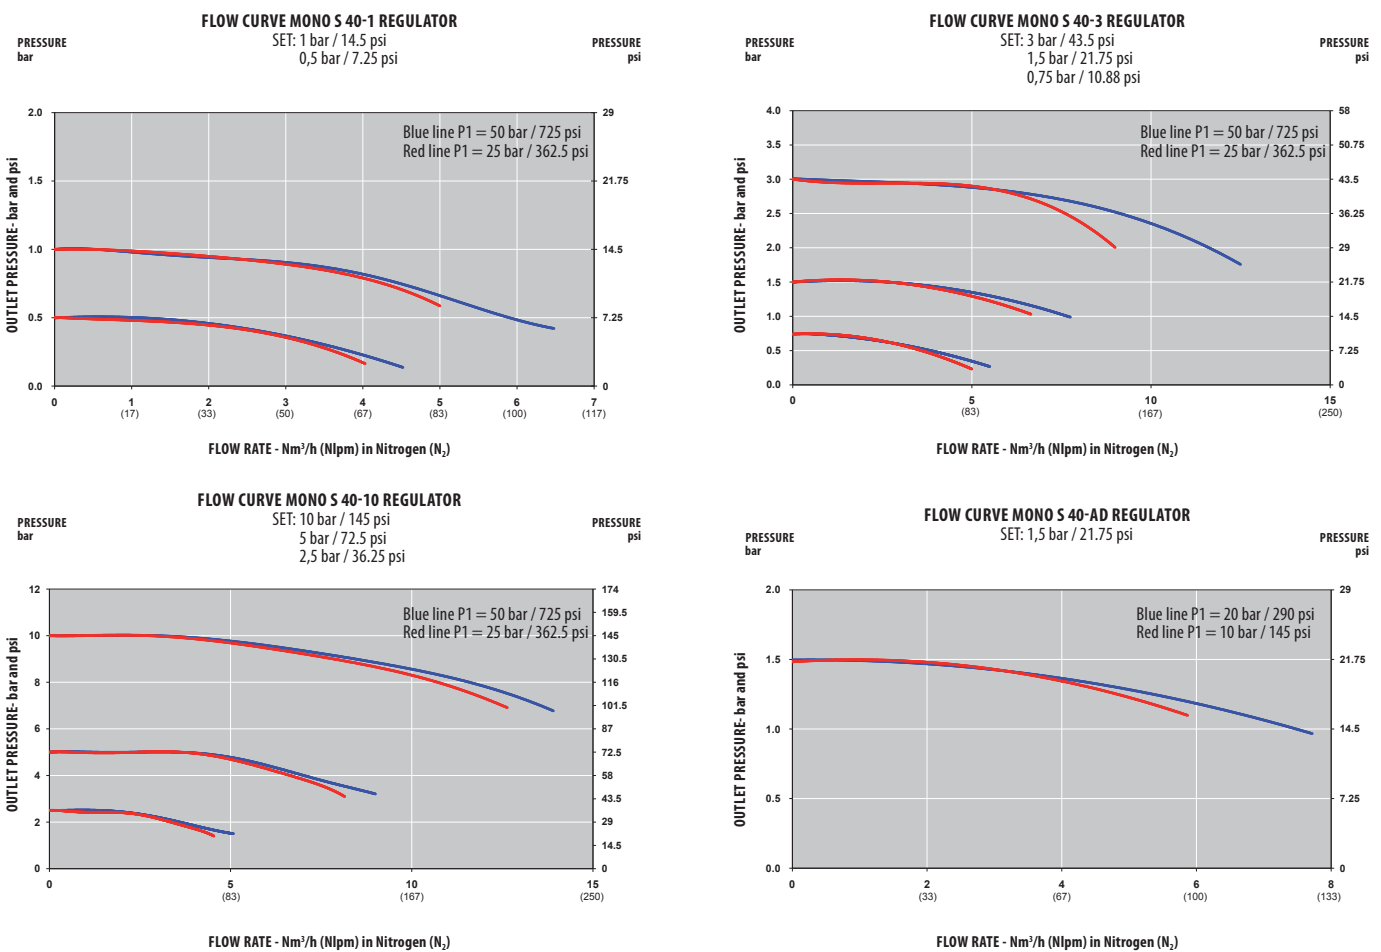 FLOW CURVE MONO S 40-1 REGULATOR
SET: 1 bar / 14.5 psi
0,5 bar / 7.25 psi
PRESSURE
bar
PRESSURE
psi
OUTLET PRESSURE- bar and psi
Blue line P1 = 50 bar / 725 psi
Red line P1 = 25 bar / 362.5 psi
2.0
1.5
1.0
0.5
0.0
29
21.75
14.5
7.25
0
0 1 2 3 4 5 6 7
(17) (33) (50) (67) (83) (100) (117)
FLOW RATE - Nm³/h (Nlpm) in Nitrogen (N₂)
FLOW CURVE MONO S 40-3 REGULATOR
SET: 3 bar / 43.5 psi
1,5 bar / 21.75 psi
0,75 bar / 10.88 psi
PRESSURE
bar
PRESSURE
psi
OUTLET PRESSURE- bar and psi
Blue line P1 = 50 bar / 725 psi
Red line P1 = 25 bar / 362.5 psi
4.0
3.5
3.0
2.5
2.0
1.5
1.0
0.5
0.0
58
50.75
43.5
36.25
29
21.75
14.5
7.25
0
0 5 10 15
(83) (167) (250)
FLOW RATE - Nm³/h (Nlpm) in Nitrogen (N₂)
FLOW CURVE MONO S 40-10 REGULATOR
SET: 10 bar / 145 psi
5 bar / 72.5 psi
2,5 bar / 36.25 psi
PRESSURE
bar
PRESSURE
psi
OUTLET PRESSURE- bar and psi
Blue line P1 = 50 bar / 725 psi
Red line P1 = 25 bar / 362.5 psi
12
10
8
6
4
2
0
174
159.5
145
130.5
116
101.5
87
72.5
58
43.5
29
14.5
0
0 5 10 15
(83) (167) (250)
FLOW RATE - Nm³/h (Nlpm) in Nitrogen (N₂)
FLOW CURVE MONO S 40-AD REGULATOR
SET: 1,5 bar / 21.75 psi
PRESSURE
bar
PRESSURE
psi
OUTLET PRESSURE- bar and psi
Blue line P1 = 20 bar / 290 psi
Red line P1 = 10 bar / 145 psi
2.0
1.5
1.0
0.5
0.0
29
21.75
14.5
7.25
0
0 2 4 6 8
(33) (67) (100) (133)
FLOW RATE - Nm³/h (Nlpm) in Nitrogen (N₂)